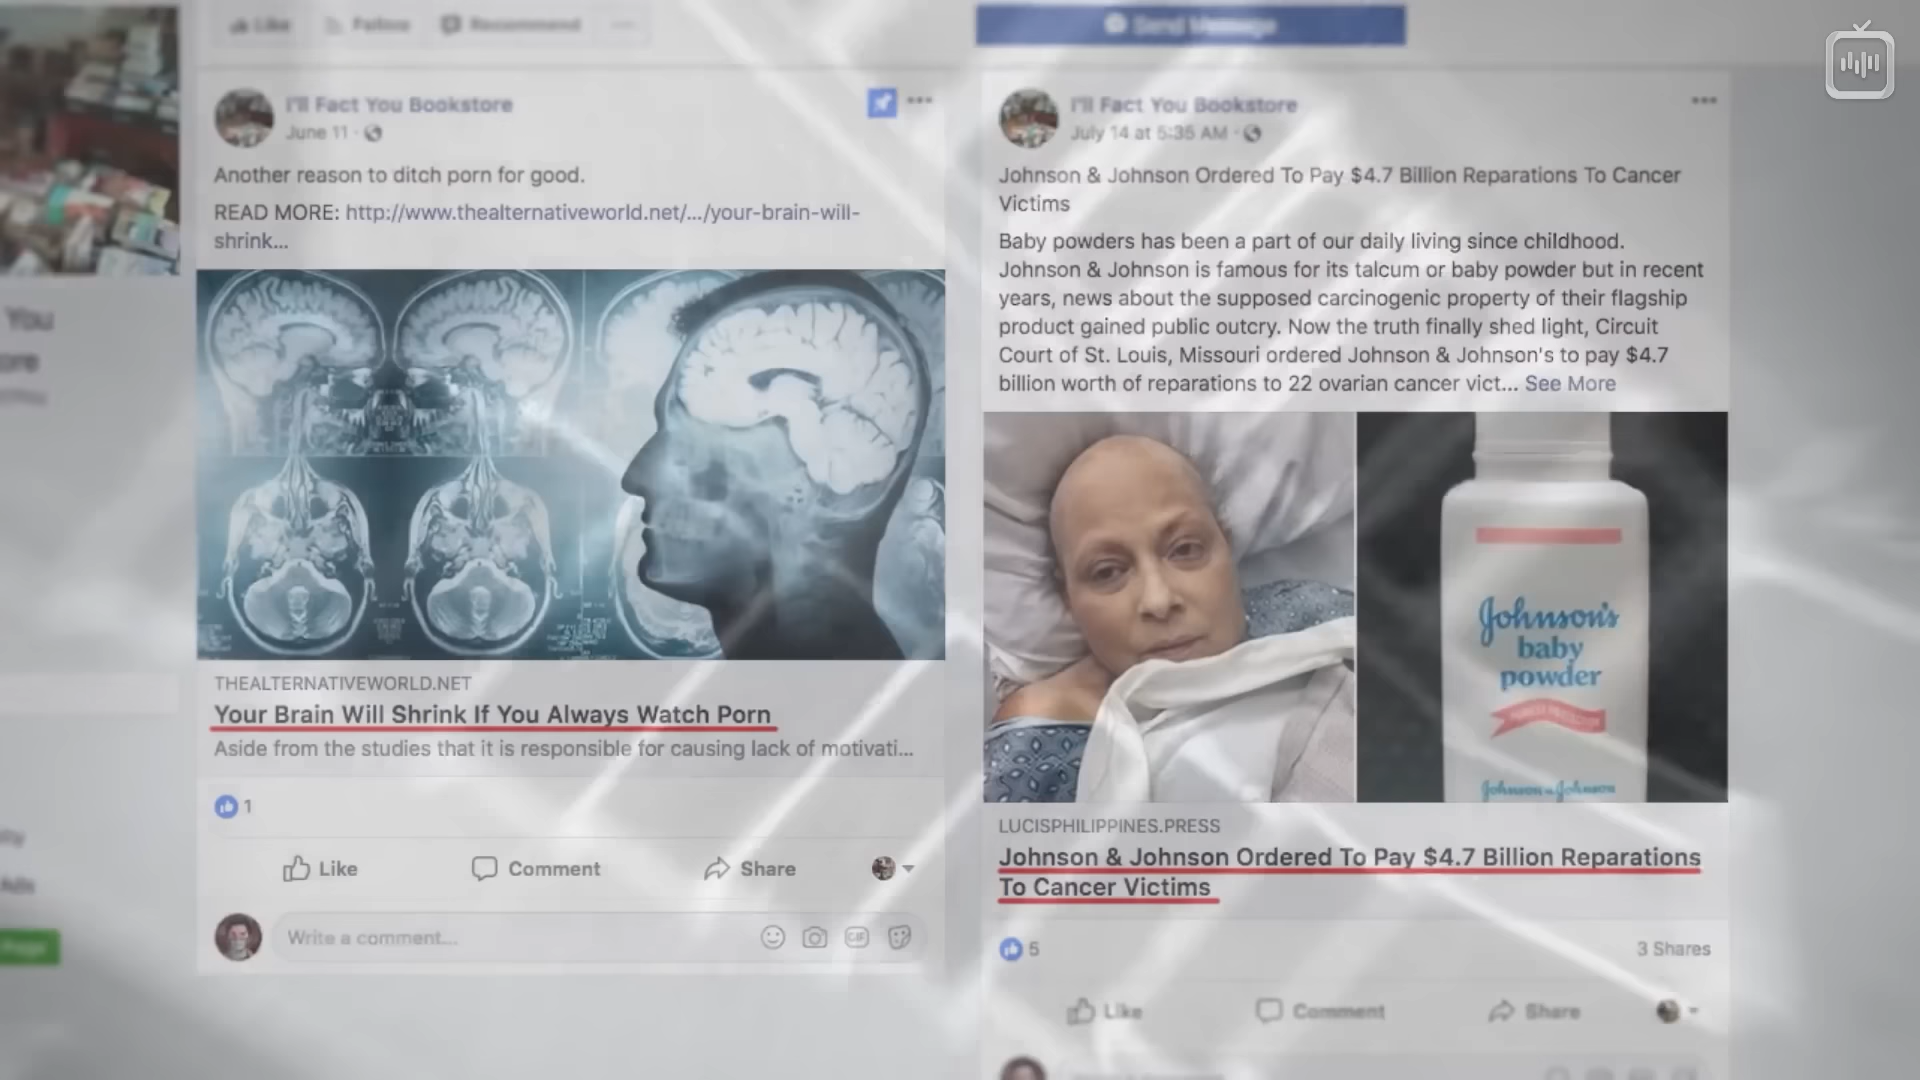 Like Follow Recommend
Send Message
I'll Fact You Bookstore
June 11
Another reason to ditch porn for good.
READ MORE: http://www.thealternativeworld.net/.../your-brain-will-
shrink...
THEALTERNATIVEWORLD.NET
Your Brain Will Shrink If You Always Watch Porn
Aside from the studies that it is responsible for causing lack of motivati...
1
Like Comment Share
Write a comment...
GIF
I'll Fact You Bookstore
July 14 at 5:35 AM
Johnson & Johnson Ordered To Pay $4.7 Billion Reparations To Cancer
Victims
Baby powders has been a part of our daily living since childhood.
Johnson & Johnson is famous for its talcum or baby powder but in recent
years, news about the supposed carcinogenic property of their flagship
product gained public outcry. Now the truth finally shed light, Circuit
Court of St. Louis, Missouri ordered Johnson & Johnson's to pay $4.7
billion worth of reparations to 22 ovarian cancer vict... See More
Johnson's
baby
powder
Johnson & Johnson
LUCISPHILIPPINES.PRESS
Johnson & Johnson Ordered To Pay $4.7 Billion Reparations
To Cancer Victims
5
3 Shares
Like Comment Share
You
Ads
Page